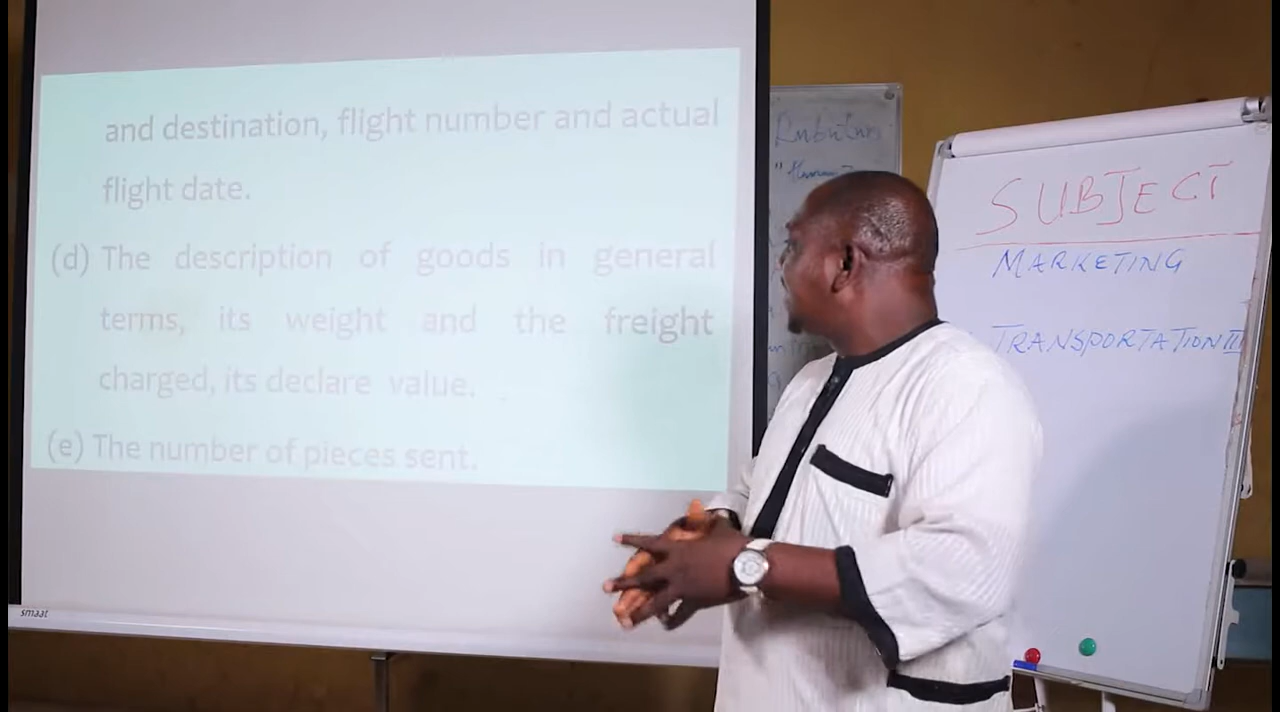 and destination, flight number and actual
flight date.
(d) The description of goods in general
terms, its weight and the freight
charged, its declare value.
(e) The number of pieces sent.
smaat
SUBJECT
MARKETING
TRANSPORTATION III